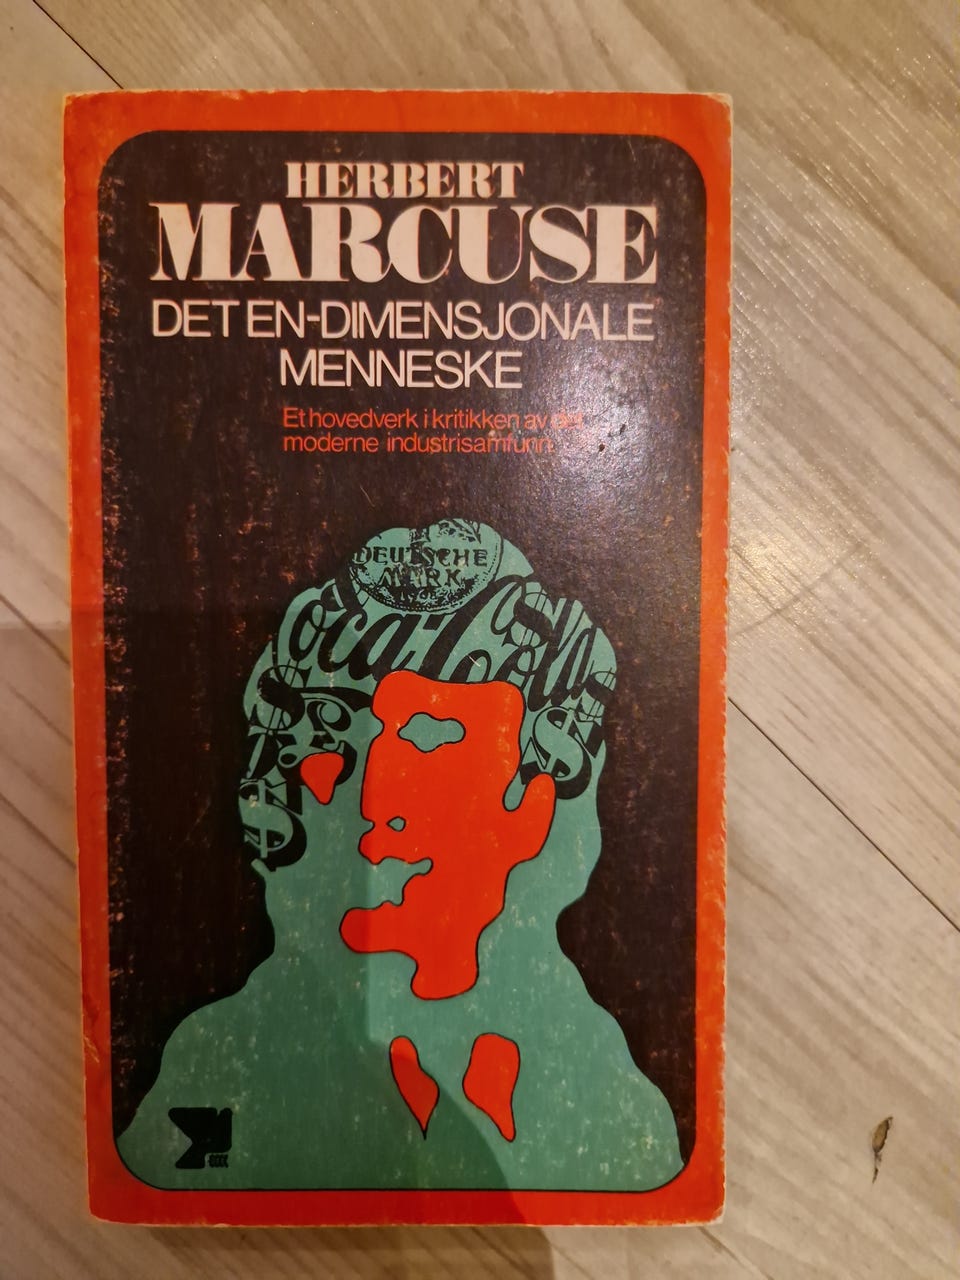 HERBERT
MARCUSE
DET EN-DIMENSJONALE
MENNESKE
Et hovedverk i kritikken av det
moderne industrisamfunn
DEUTSCHE
MARK
Coca-Cola
$
$
$
$
£
$